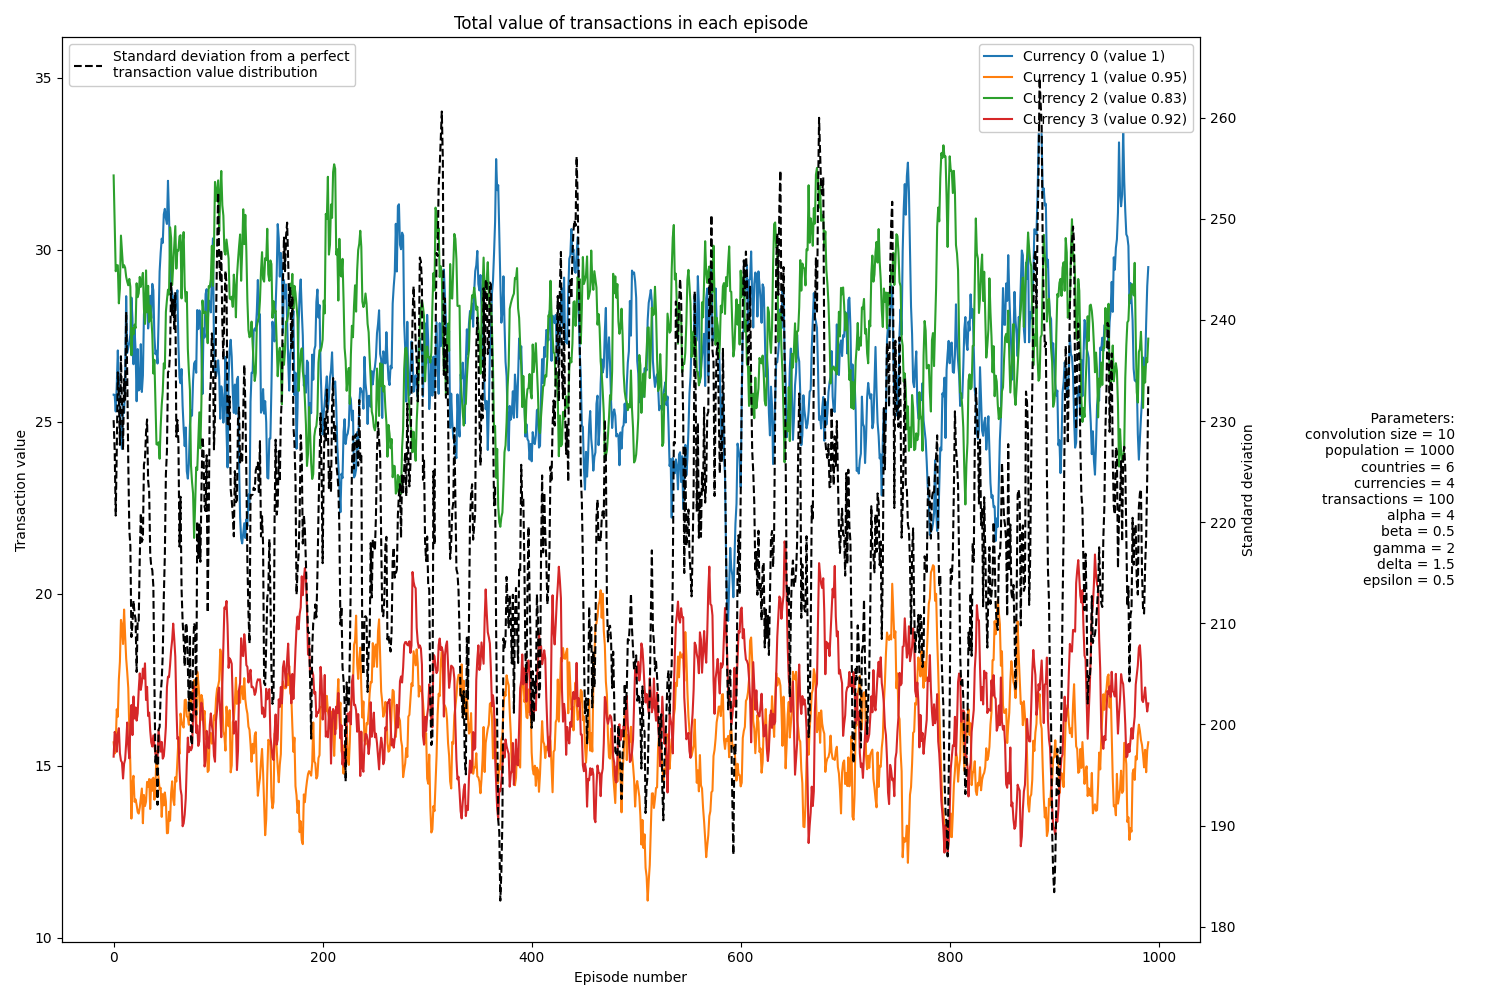 Total value of transactions in each episode
Standard deviation from a perfect
transaction value distribution
Currency 0 (value 1)
Currency 1 (value 0.95)
Currency 2 (value 0.83)
Currency 3 (value 0.92)
35
30
25
20
15
10
Transaction value
0
200
400
600
800
1000
Episode number
260
250
240
230
220
210
200
190
180
Standard deviation
Parameters:
convolution size = 10
population = 1000
countries = 6
currencies = 4
transactions = 100
alpha = 4
beta = 0.5
gamma = 2
delta = 1.5
epsilon = 0.5